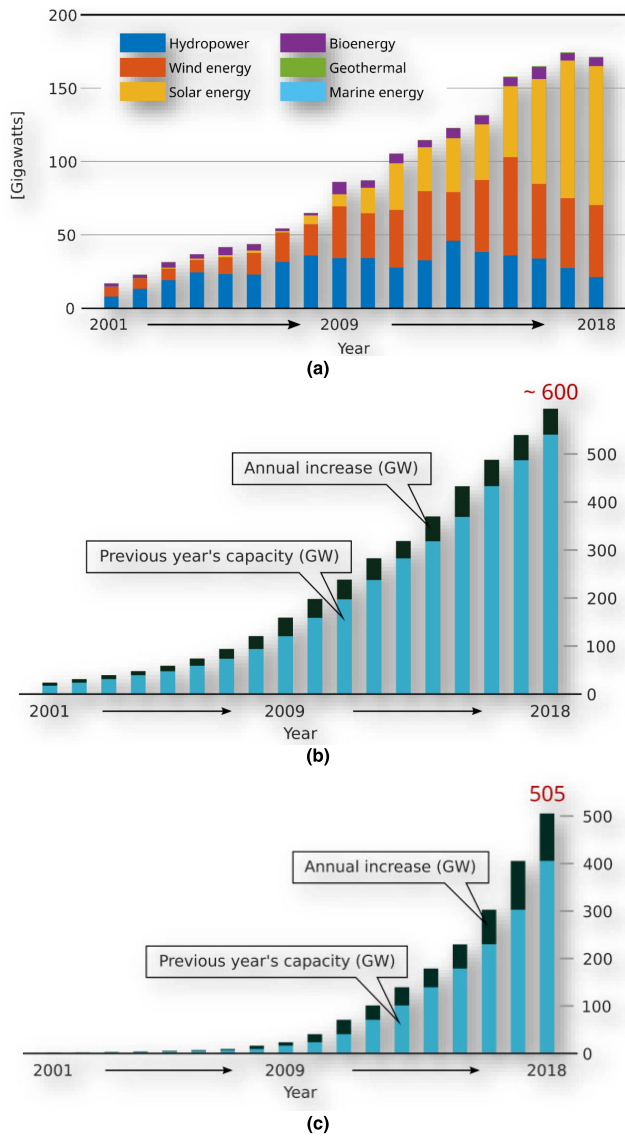 200
150
100
50
0
[Gigawatts]
Hydropower
Wind energy
Solar energy
Bioenergy
Geothermal
Marine energy
2001
2009
2018
Year
(a)
~ 600
Annual increase (GW)
Previous year's capacity (GW)
500
400
300
200
100
0
2001
2009
2018
Year
(b)
505
Annual increase (GW)
Previous year's capacity (GW)
500
400
300
200
100
0
2001
2009
2018
Year
(c)